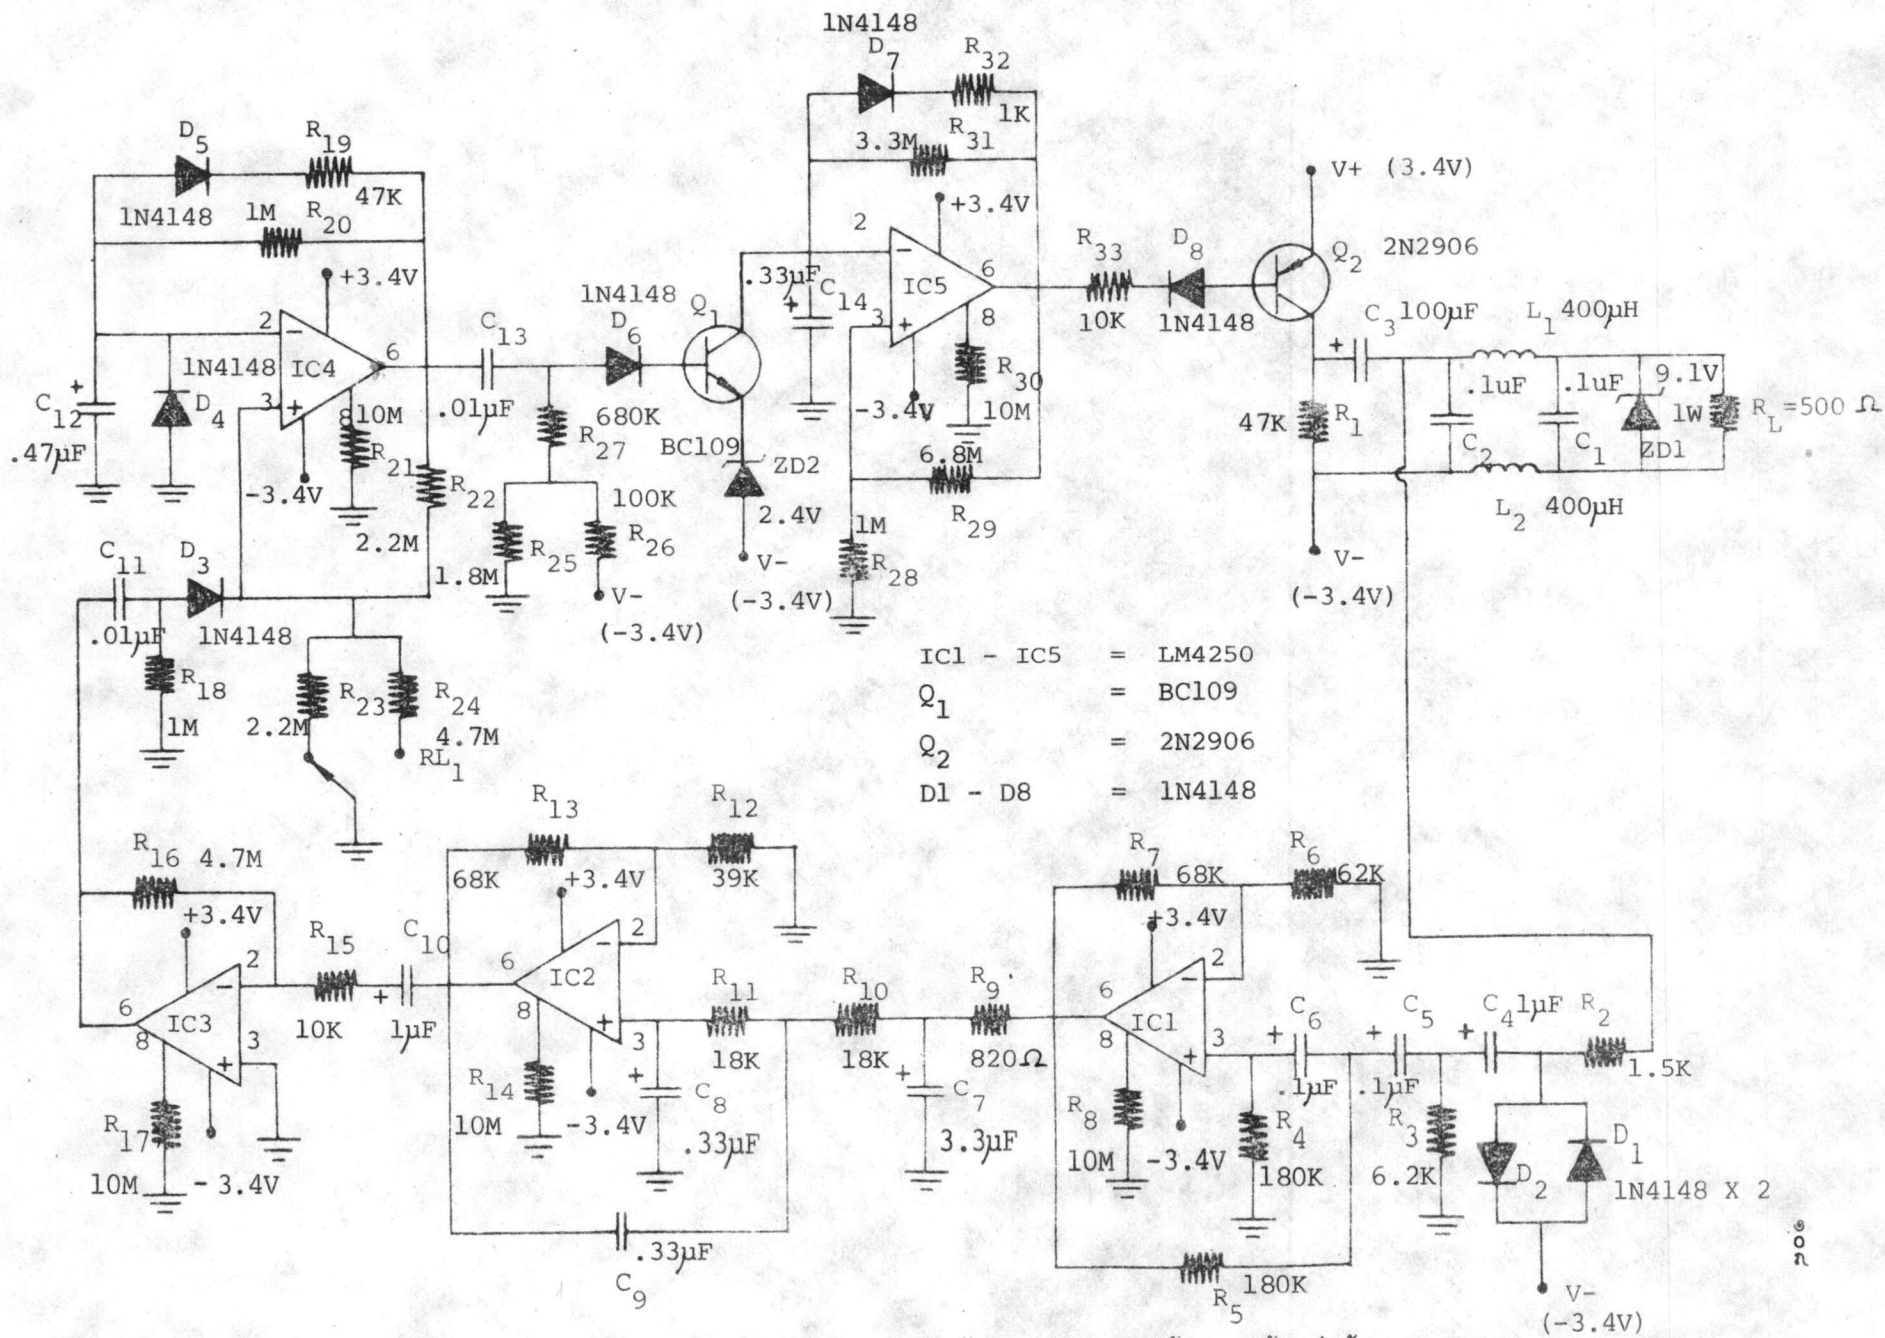 1N4148
D7
R32
1K
3.3M
R31
D5
R19
1N4148
47K
1M
R20
+3.4V
1N4148
2
IC4
6
3
8
10M
R21
-3.4V
D4
+
C12
.47µF
R22
2.2M
C13
.01µF
1N4148
D6
680K
R27
100K
R25
1.8M
R26
V-
(-3.4V)
Q1
BC109
ZD2
2.4V
V-
(-3.4V)
.33µF
+
C14
+3.4V
2
IC5
6
3
8
R30
10M
-3.4V
6.8M
R29
1M
R28
R33
10K
D8
1N4148
V+ (3.4V)
Q2
2N2906
+
C3 100µF
L1 400µH
47K
R1
.1uF
C2
.1uF
C1
9.1V
1W
ZD1
RL=500 Ω
L2
400µH
V-
(-3.4V)
C11
.01µF
D3
1N4148
R18
1M
R23
2.2M
R24
4.7M
RL1
IC1 - IC5 = LM4250
Q1 = BC109
Q2 = 2N2906
D1 - D8 = 1N4148
R16 4.7M
+3.4V
2
6
IC3
3
8
R17
10M
- 3.4V
R15
10K
C10
+
1µF
R13
68K
R12
39K
+3.4V
2
6
IC2
8
3
R14
10M
-3.4V
+
C8
.33µF
R11
18K
R10
18K
R9
820Ω
+
C7
3.3µF
.33µF
C9
R7
68K
R6
62K
+3.4V
2
6
IC1
8
3
R8
10M
-3.4V
R4
180K
+
C6
.1µF
+
C5
.1µF
+
C4 1µF
R2
1.5K
R3
6.2K
D2
D1
1N4148 X 2
R5
180K
V-
(-3.4V)